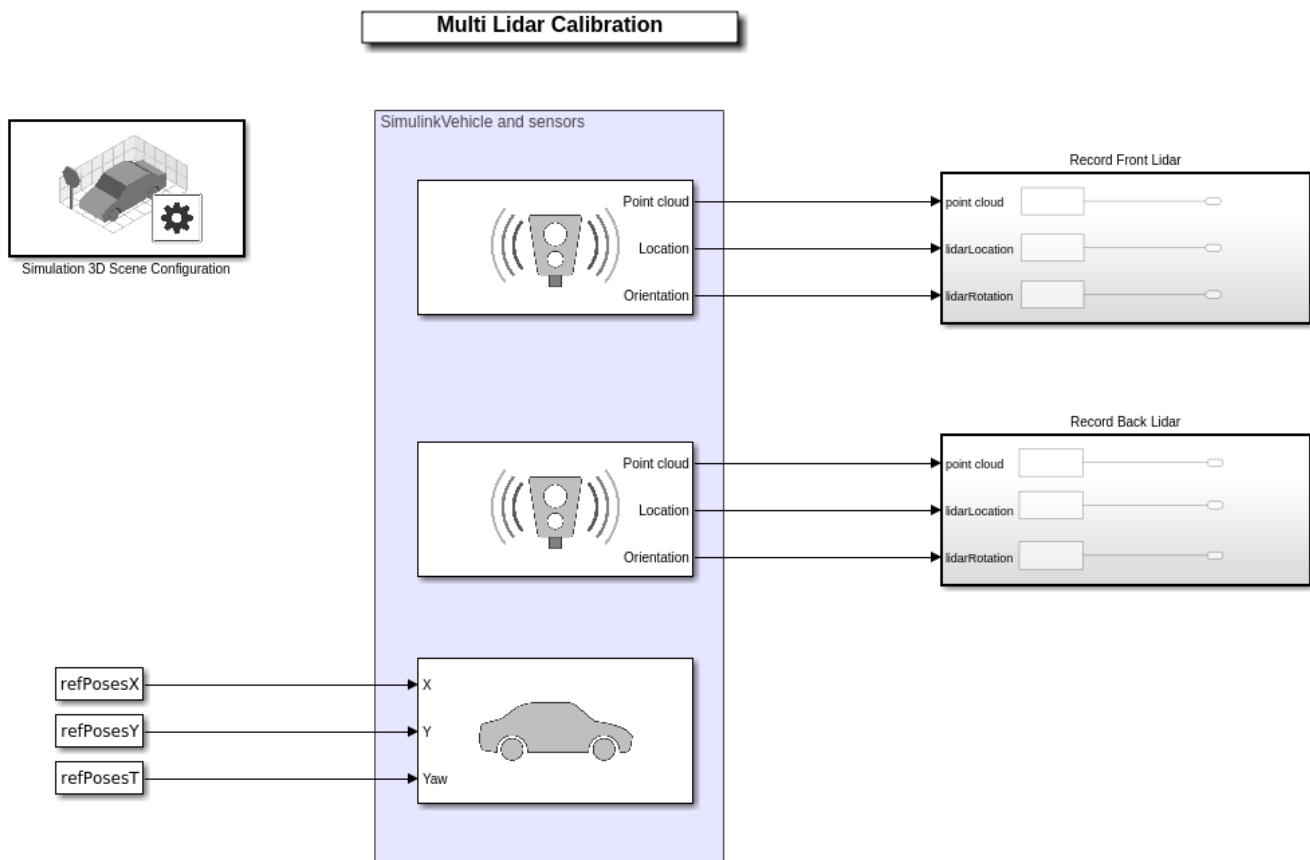 Multi Lidar Calibration
Simulation 3D Scene Configuration
SimulinkVehicle and sensors
Point cloud
Location
Orientation
Record Front Lidar
point cloud
lidarLocation
lidarRotation
Point cloud
Location
Orientation
Record Back Lidar
point cloud
lidarLocation
lidarRotation
refPosesX
refPosesY
refPosesT
X
Y
Yaw